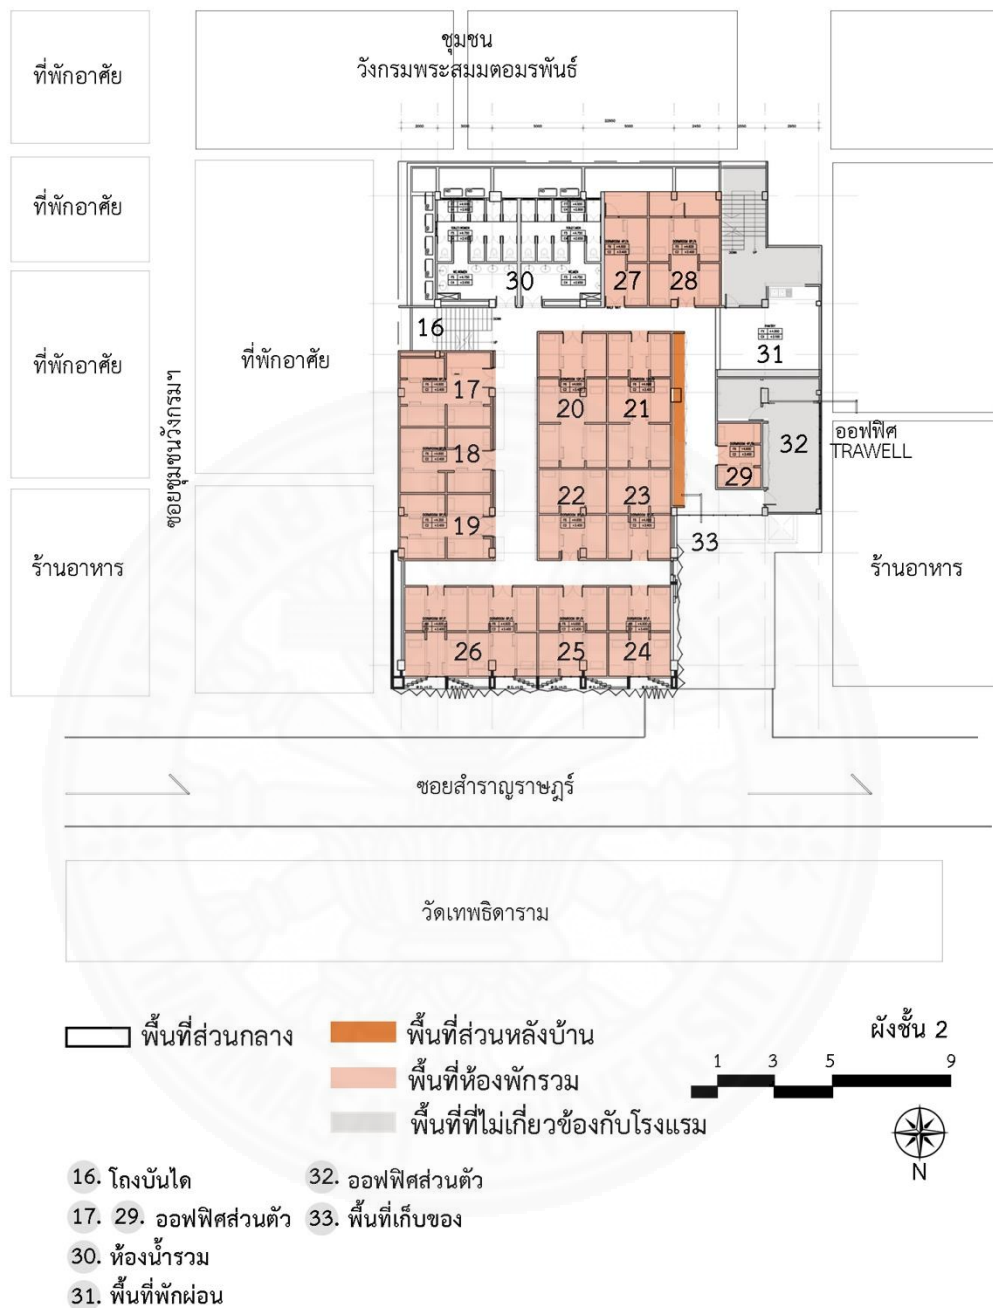 ชุมชน
วังกรมพระสมมตอมรพันธ์
ที่พักอาศัย
ที่พักอาศัย
ที่พักอาศัย
ที่พักอาศัย
ซอยชุมชนวังกรมฯ
ร้านอาหาร
30
27
28
16
31
17
20
21
18
32
ออฟฟิศ
TRAWELL
29
22
23
19
33
ร้านอาหาร
26
25
24
ซอยสำราญราษฎร์
วัดเทพธิดาราม
พื้นที่ส่วนกลาง
พื้นที่ส่วนหลังบ้าน
พื้นที่ห้องพักรวม
พื้นที่ที่ไม่เกี่ยวข้องกับโรงแรม
ผังชั้น 2
1 3 5 9
N
16. โถงบันได
17. 29. ออฟฟิศส่วนตัว
30. ห้องน้ำรวม
31. พื้นที่พักผ่อน
32. ออฟฟิศส่วนตัว
33. พื้นที่เก็บของ